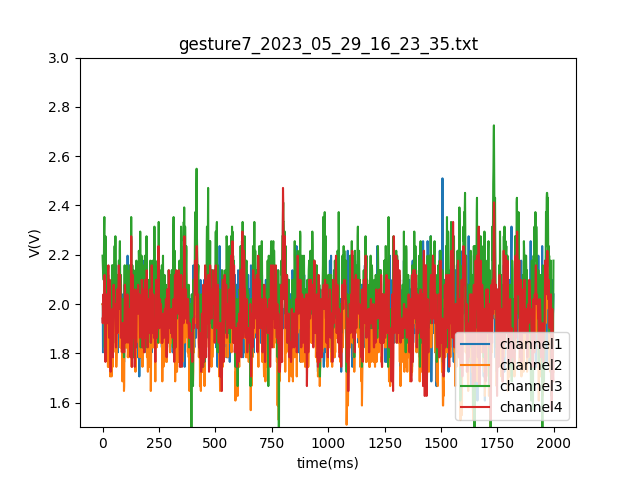 gesture7_2023_05_29_16_23_35.txt
3.0
2.8
2.6
2.4
2.2
2.0
1.8
1.6
V(V)
channel1
channel2
channel3
channel4
0 250 500 750 1000 1250 1500 1750 2000
time(ms)